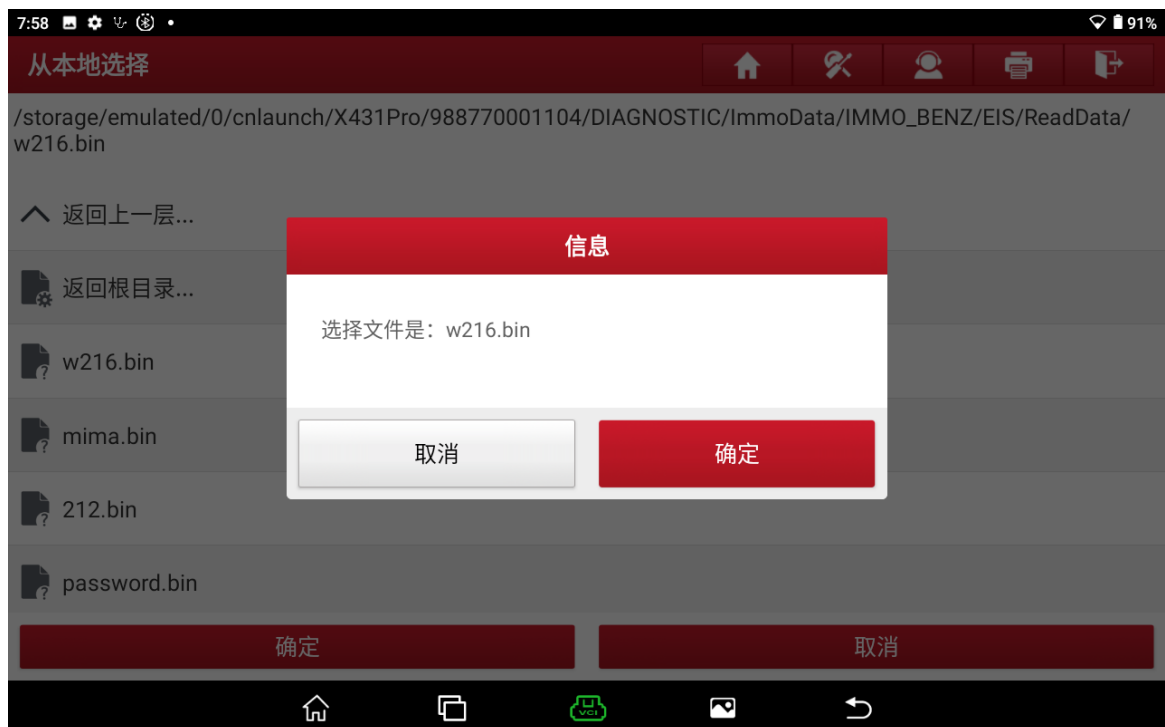 7:58
91%
从本地选择
/storage/emulated/0/cnlaunch/X431Pro/988770001104/DIAGNOSTIC/ImmoData/IMMO_BENZ/EIS/ReadData/
w216.bin
返回上一层...
信息
返回根目录...
选择文件是：w216.bin
w216.bin
mima.bin
取消
确定
212.bin
password.bin
确定
取消
VCI